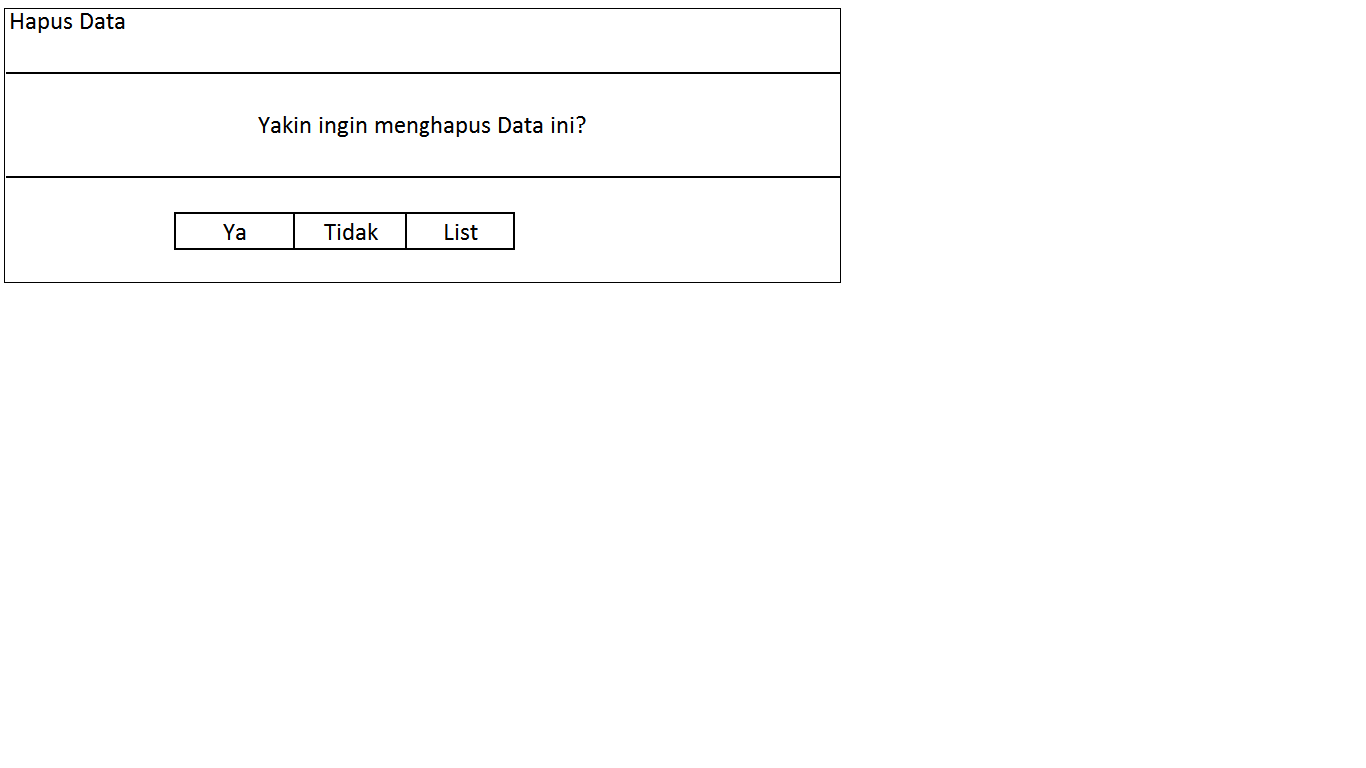 Hapus Data
Yakin ingin menghapus Data ini?
Ya Tidak List